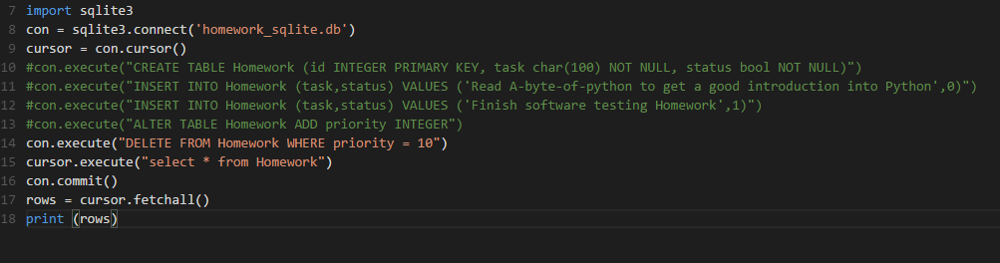 7 import sqlite3
8 con = sqlite3.connect('homework_sqlite.db')
9 cursor = con.cursor()
10 #con.execute("CREATE TABLE Homework (id INTEGER PRIMARY KEY, task char(100) NOT NULL, status bool NOT NULL)")
11 #con.execute("INSERT INTO Homework (task,status) VALUES ('Read A-byte-of-python to get a good introduction into Python',0)")
12 #con.execute("INSERT INTO Homework (task,status) VALUES ('Finish software testing Homework',1)")
13 #con.execute("ALTER TABLE Homework ADD priority INTEGER")
14 con.execute("DELETE FROM Homework WHERE priority = 10")
15 cursor.execute("select * from Homework")
16 con.commit()
17 rows = cursor.fetchall()
18 print (rows)